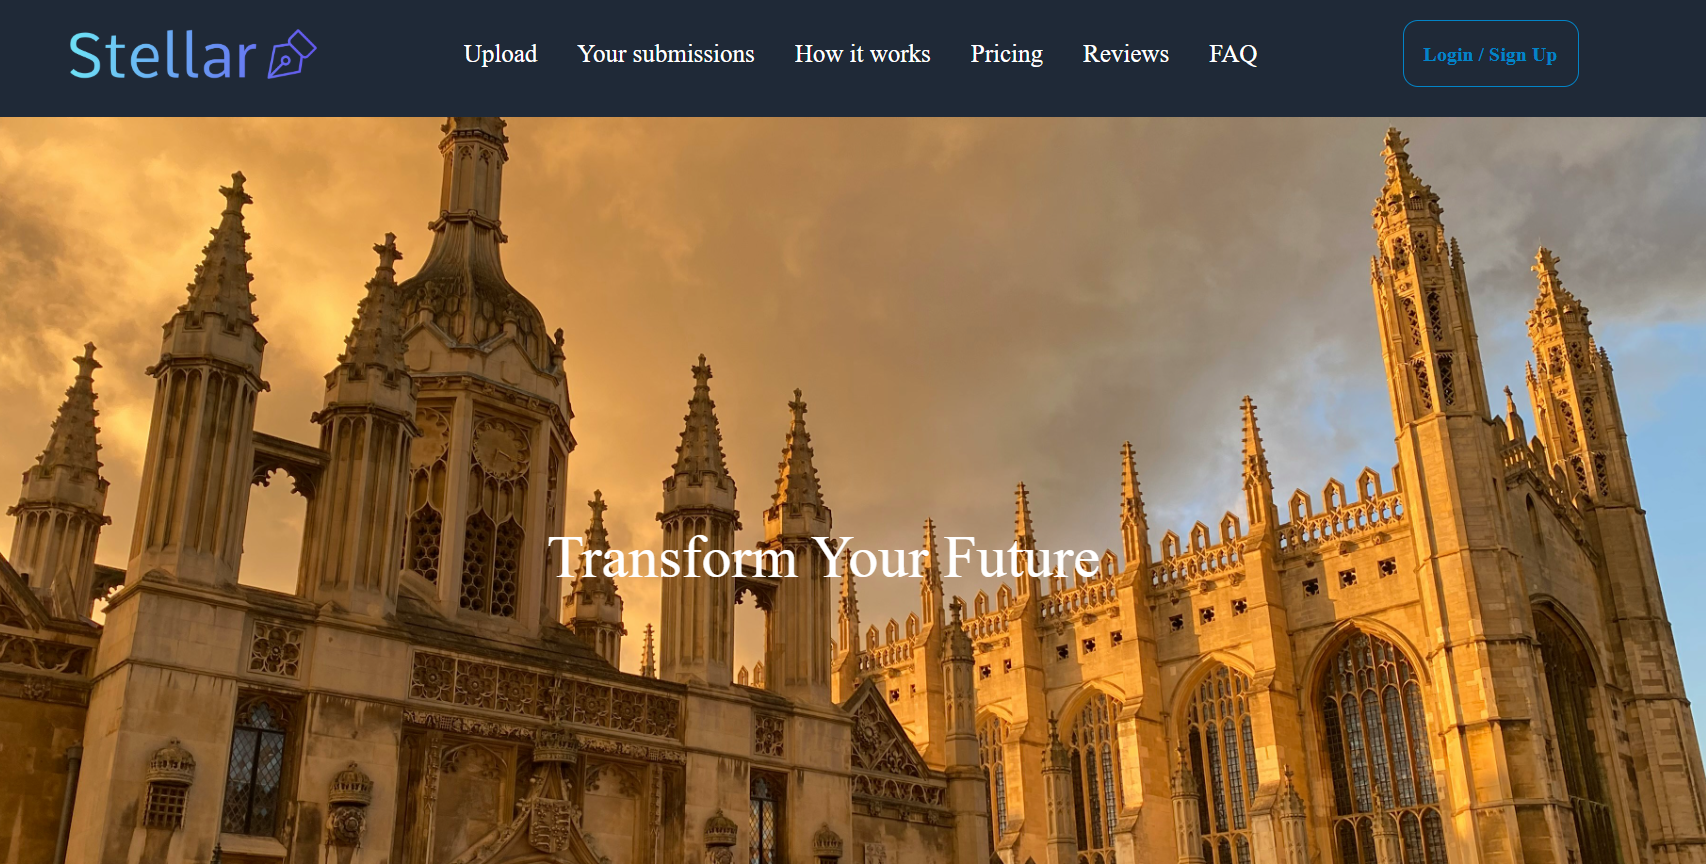 Stellar
Upload
Your submissions
How it works
Pricing
Reviews
FAQ
Login / Sign Up
Transform Your Future